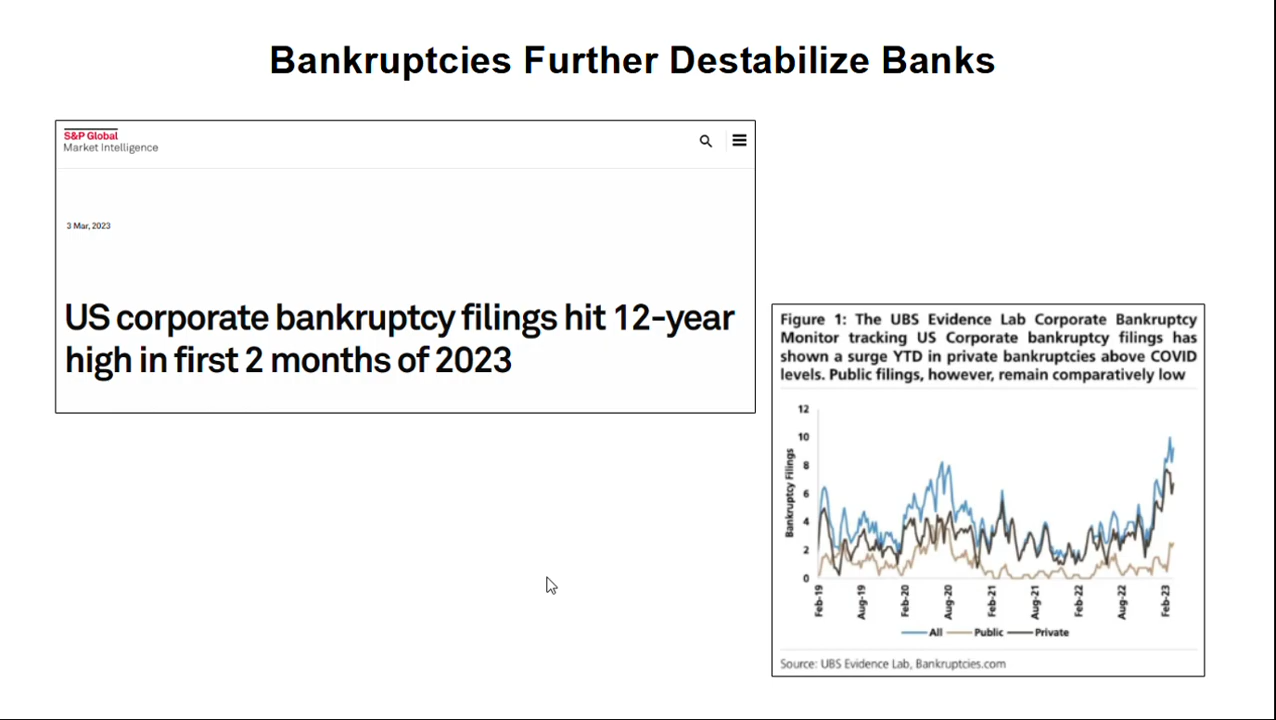 Bankruptcies Further Destabilize Banks
S&P Global
Market Intelligence
3 Mar, 2023
US corporate bankruptcy filings hit 12-year
high in first 2 months of 2023
Figure 1: The UBS Evidence Lab Corporate Bankruptcy
Monitor tracking US Corporate bankruptcy filings has
shown a surge YTD in private bankruptcies above COVID
levels. Public filings, however, remain comparatively low
12
10
8
6
4
2
0
Bankruptcy Filings
Feb-19
Aug-19
Feb-20
Aug-20
Feb-21
Aug-21
Feb-22
Aug-22
Feb-23
All Public Private
Source: UBS Evidence Lab, Bankruptcies.com